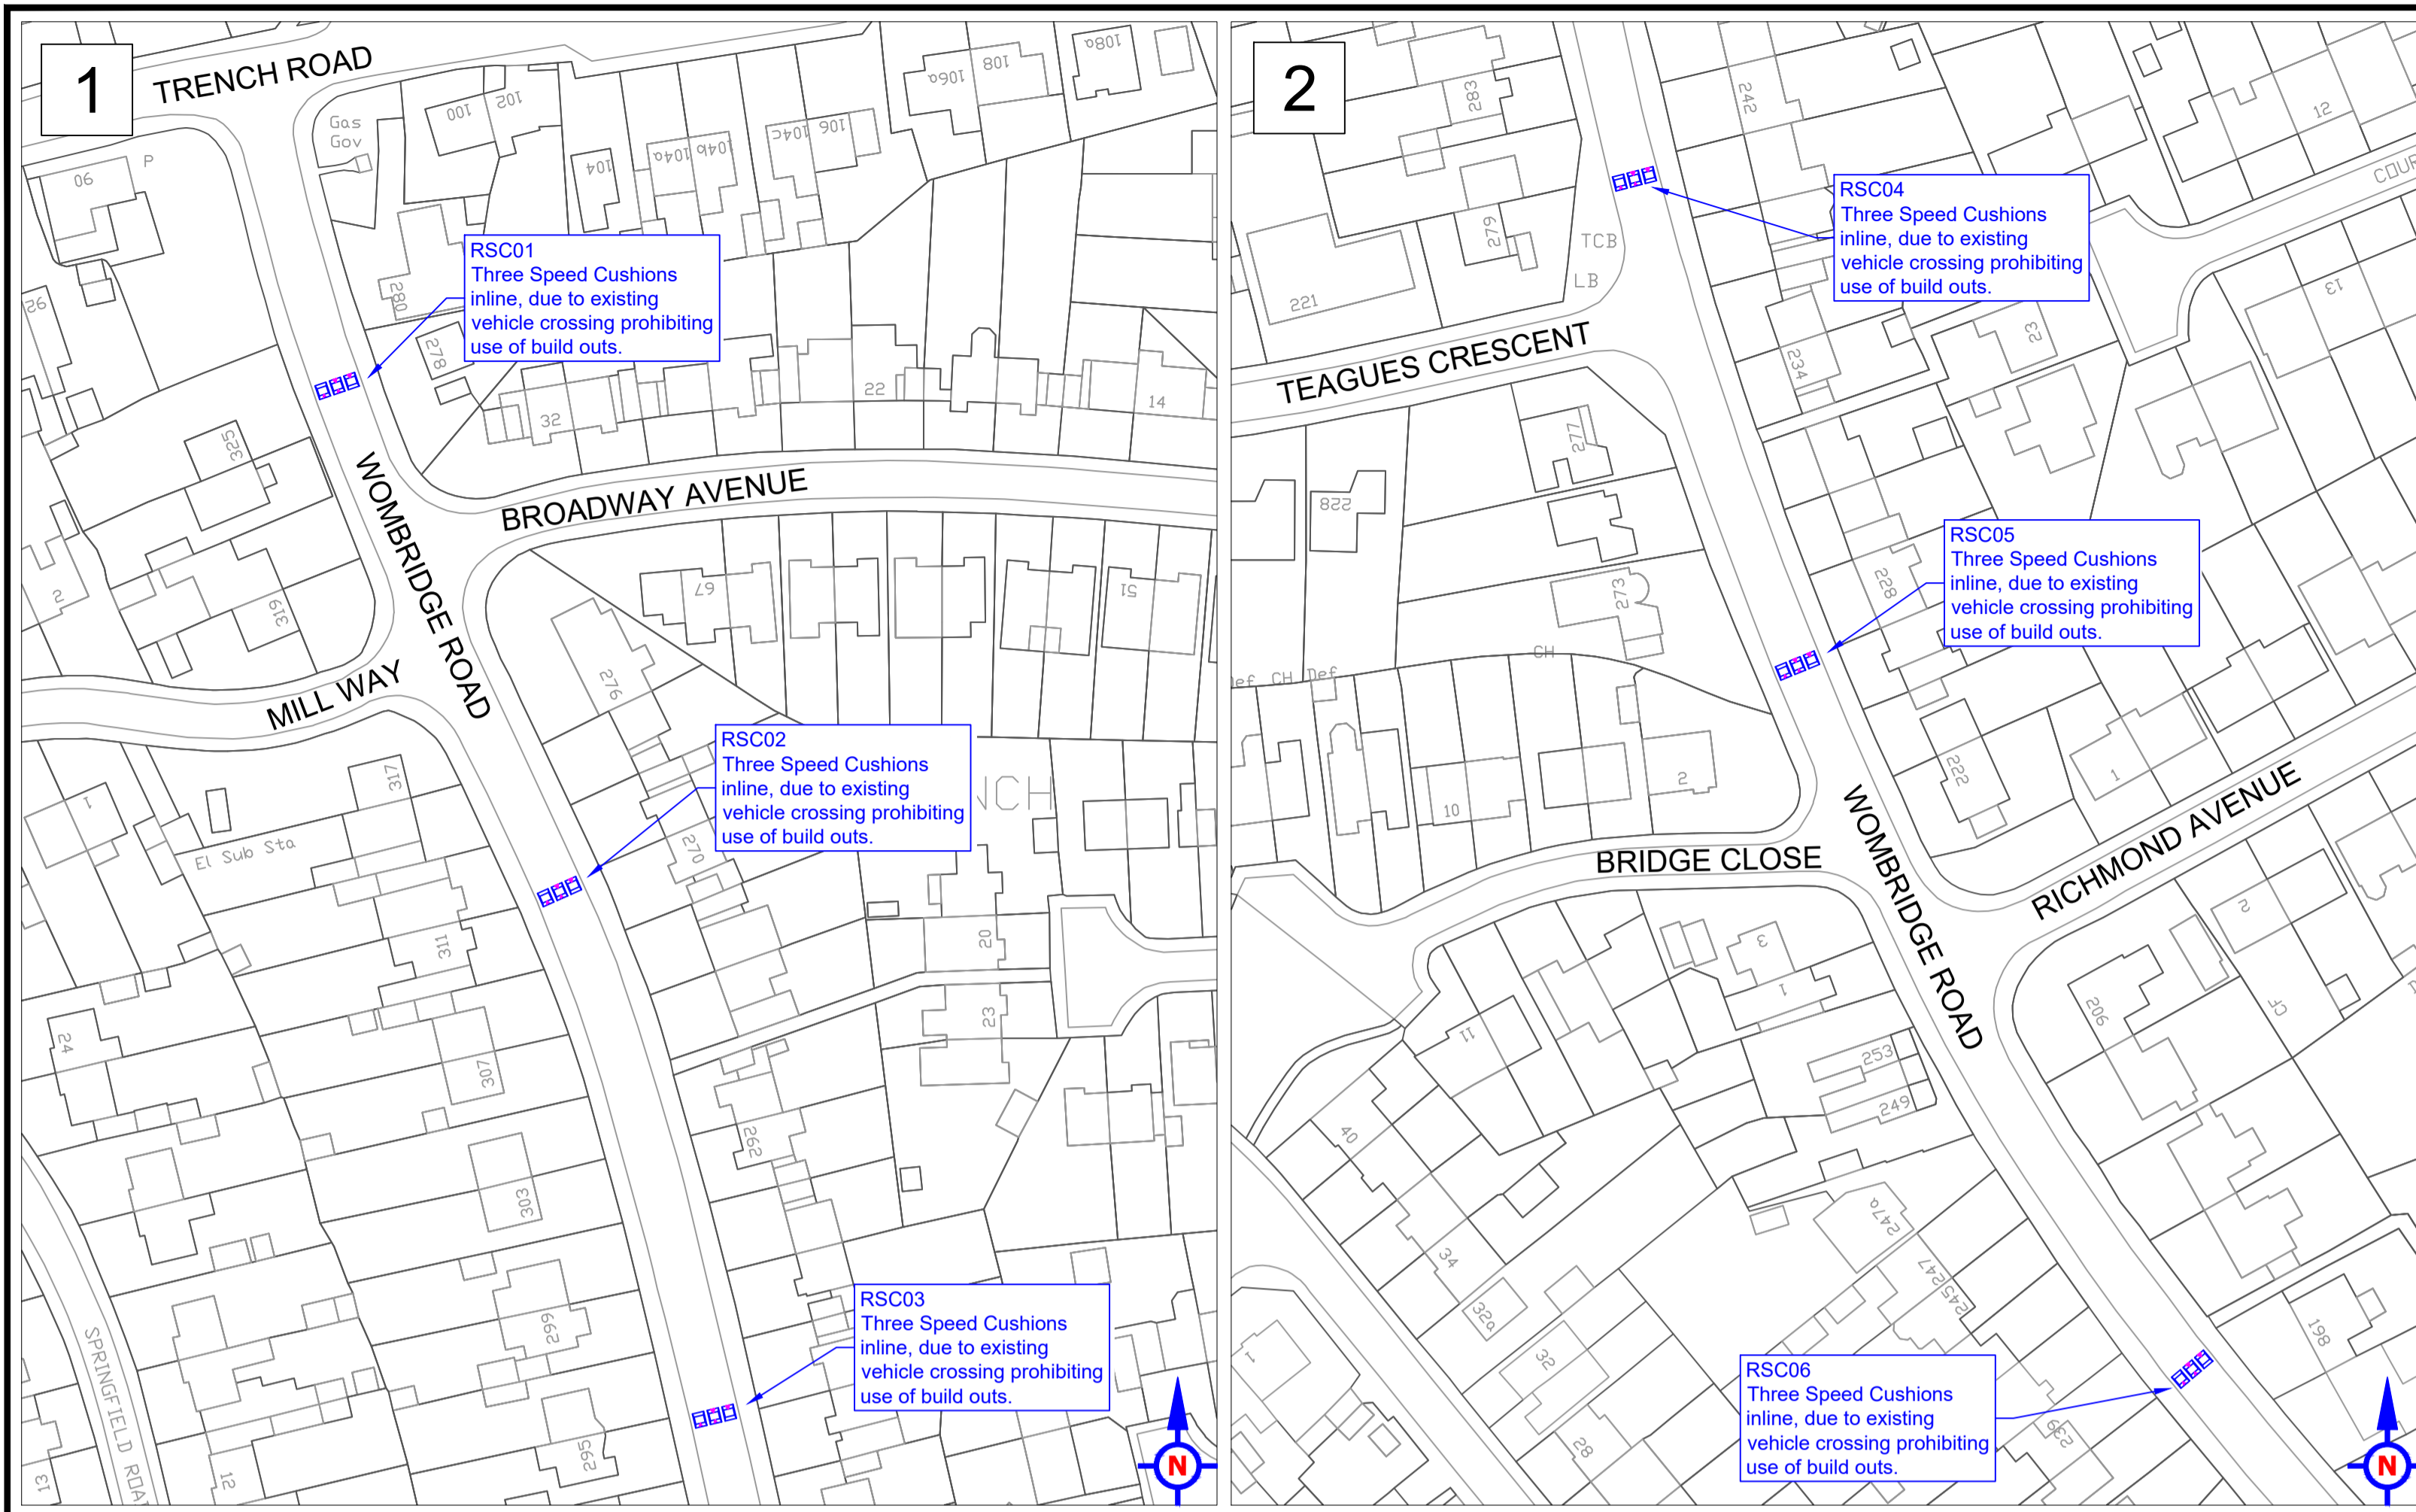 1
TRENCH ROAD
Gas
Gov
P
90
92
100
102
104
104a
104b
104c
106
106a
108
108a
280
278
RSC01
Three Speed Cushions
inline, due to existing
vehicle crossing prohibiting
use of build outs.
325
32
22
14
WOMBRIDGE ROAD
BROADWAY AVENUE
2
319
67
51
276
MILL WAY
317
1
El Sub Sta
RSC02
Three Speed Cushions
inline, due to existing
vehicle crossing prohibiting
use of build outs.
270
311
20
23
24
307
262
303
299
RSC03
Three Speed Cushions
inline, due to existing
vehicle crossing prohibiting
use of build outs.
SPRINGFIELD
295
13
12
N
2
283
242
12
279
TCB
LB
221
RSC04
Three Speed Cushions
inline, due to existing
vehicle crossing prohibiting
use of build outs.
13
23
234
TEAGUES CRESCENT
277
228
273
RSC05
Three Speed Cushions
inline, due to existing
vehicle crossing prohibiting
use of build outs.
228
CH
CH Def
222
1
2
10
BRIDGE CLOSE
WOMBRIDGE ROAD
RICHMOND AVENUE
2
3
1
11
206
CF
253
249
40
247a
247
245
34
32a
32
1
28
198
239
RSC06
Three Speed Cushions
inline, due to existing
vehicle crossing prohibiting
use of build outs.
N